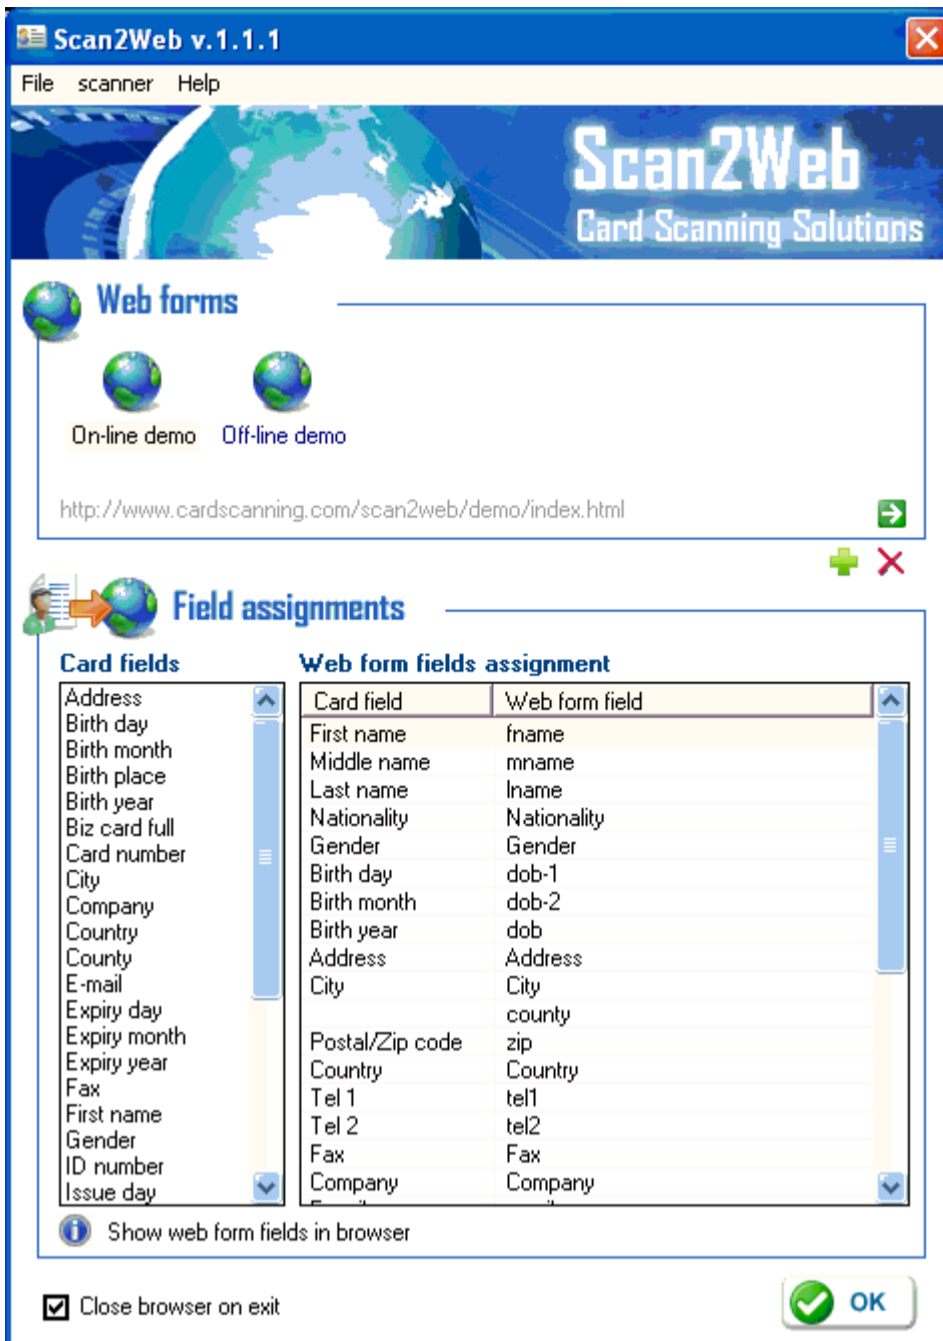 Scan2Web v.1.1.1
File scanner Help
Scan2Web
Card Scanning Solutions
Web forms
On-line demo Off-line demo
http://www.cardscanning.com/scan2web/demo/index.html
Field assignments
Card fields
Address
Birth day
Birth month
Birth place
Birth year
Biz card full
Card number
City
Company
Country
County
E-mail
Expiry day
Expiry month
Expiry year
Fax
First name
Gender
ID number
Issue day
Web form fields assignment
Card field Web form field
First name fname
Middle name mname
Last name lname
Nationality Nationality
Gender Gender
Birth day dob-1
Birth month dob-2
Birth year dob
Address Address
City City
county
Postal/Zip code zip
Country Country
Tel 1 tel1
Tel 2 tel2
Fax Fax
Company Company
Show web form fields in browser
Close browser on exit
OK